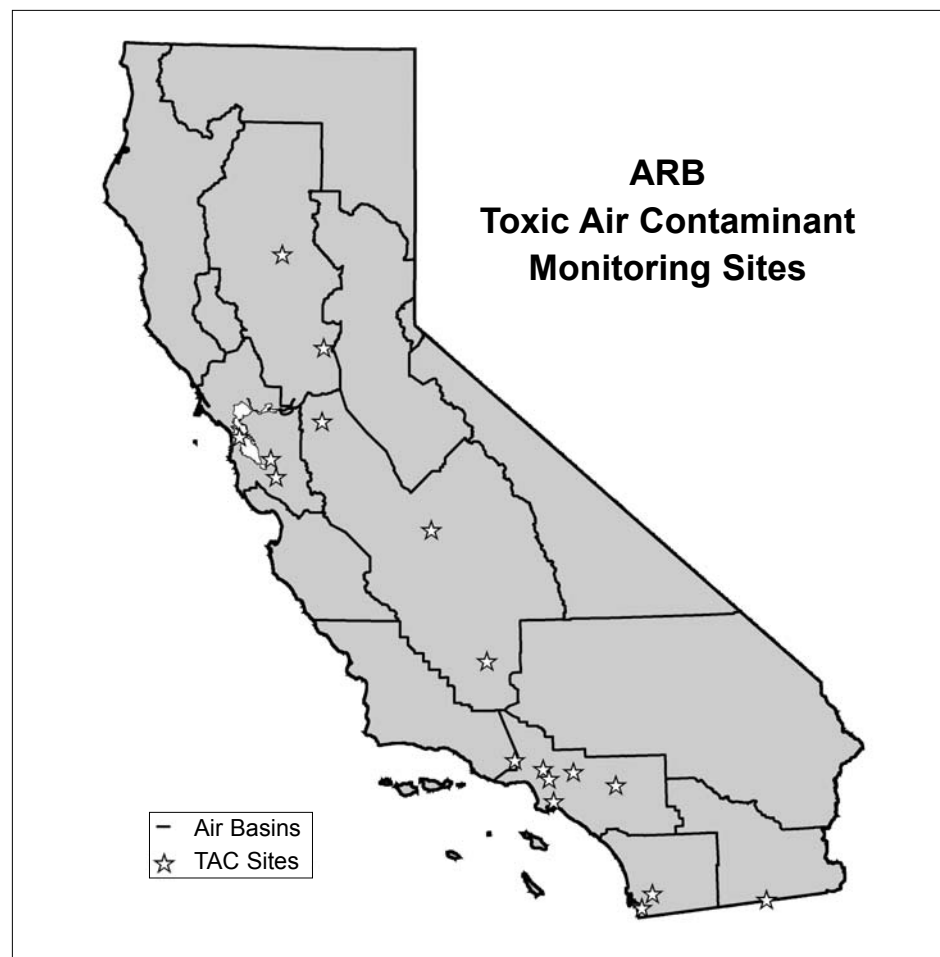 ARB
Toxic Air Contaminant
Monitoring Sites
Air Basins
TAC Sites